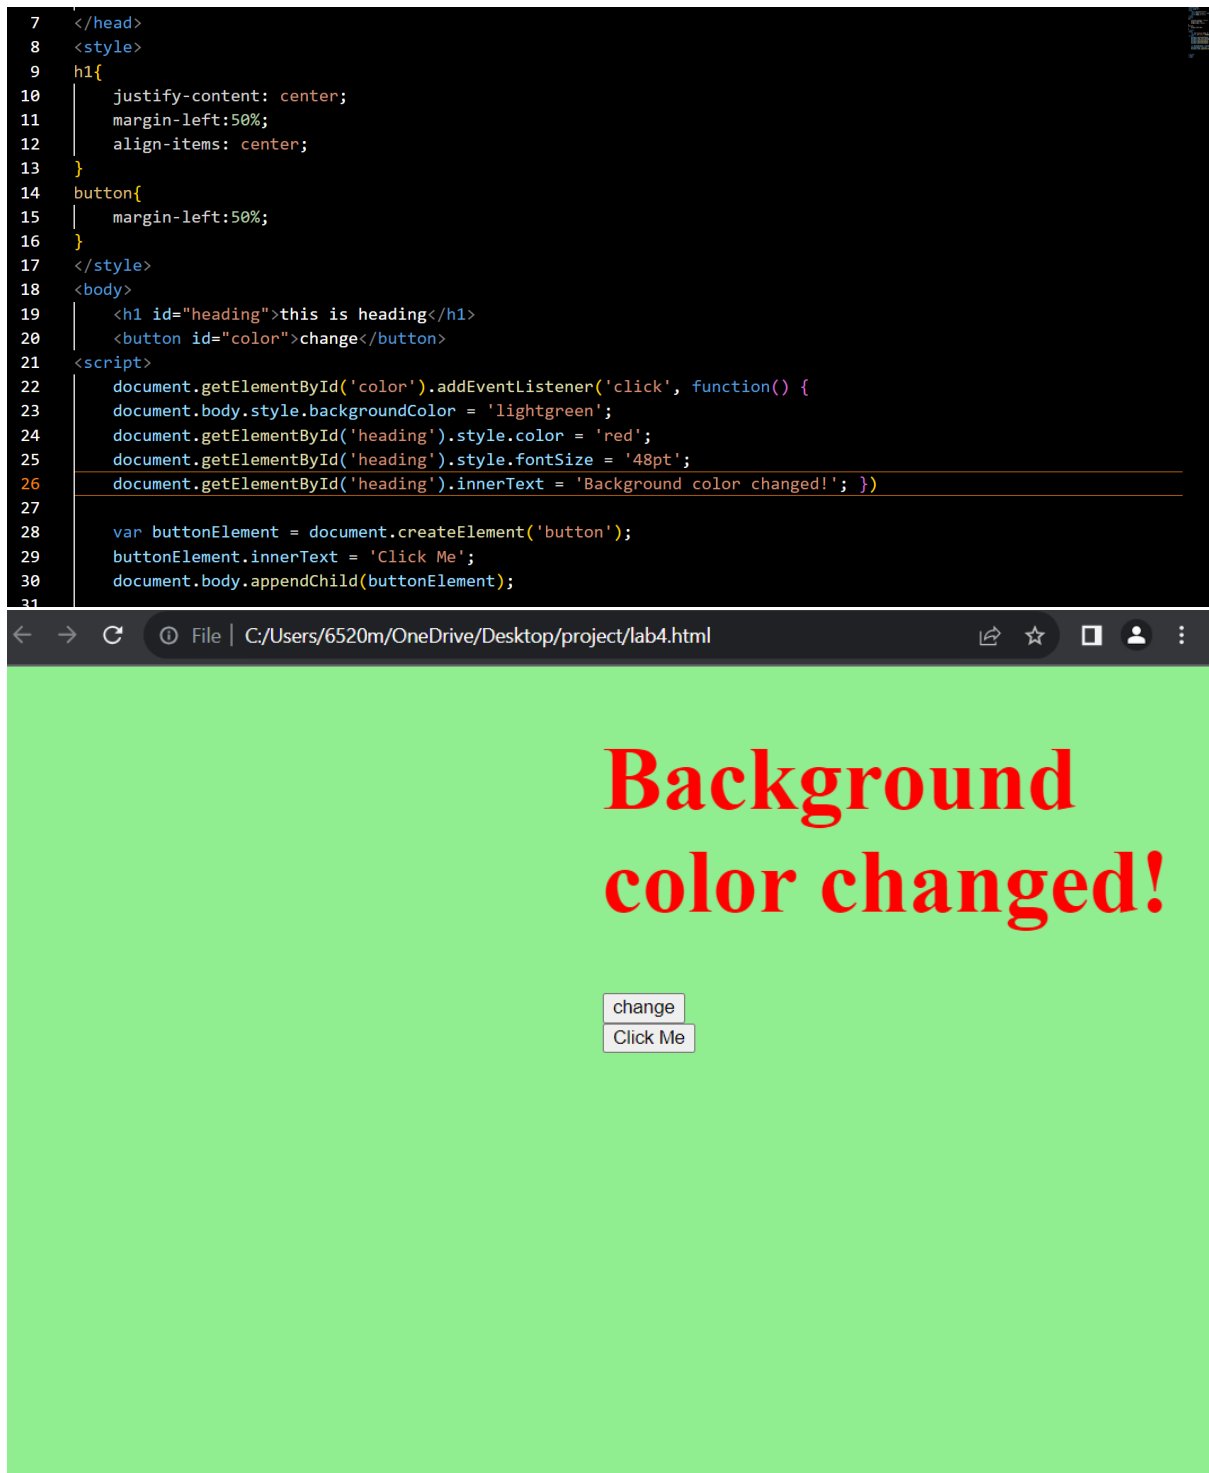 7 </head>
8 <style>
9 h1{
10 justify-content: center;
11 margin-left:50%;
12 align-items: center;
13 }
14 button{
15 margin-left:50%;
16 }
17 </style>
18 <body>
19 <h1 id="heading">this is heading</h1>
20 <button id="color">change</button>
21 <script>
22 document.getElementById('color').addEventListener('click', function() {
23 document.body.style.backgroundColor = 'lightgreen';
24 document.getElementById('heading').style.color = 'red';
25 document.getElementById('heading').style.fontSize = '48pt';
26 document.getElementById('heading').innerText = 'Background color changed!'; })
27
28 var buttonElement = document.createElement('button');
29 buttonElement.innerText = 'Click Me';
30 document.body.appendChild(buttonElement);
31
File C:/Users/6520m/OneDrive/Desktop/project/lab4.html
Background
color changed!
change
Click Me